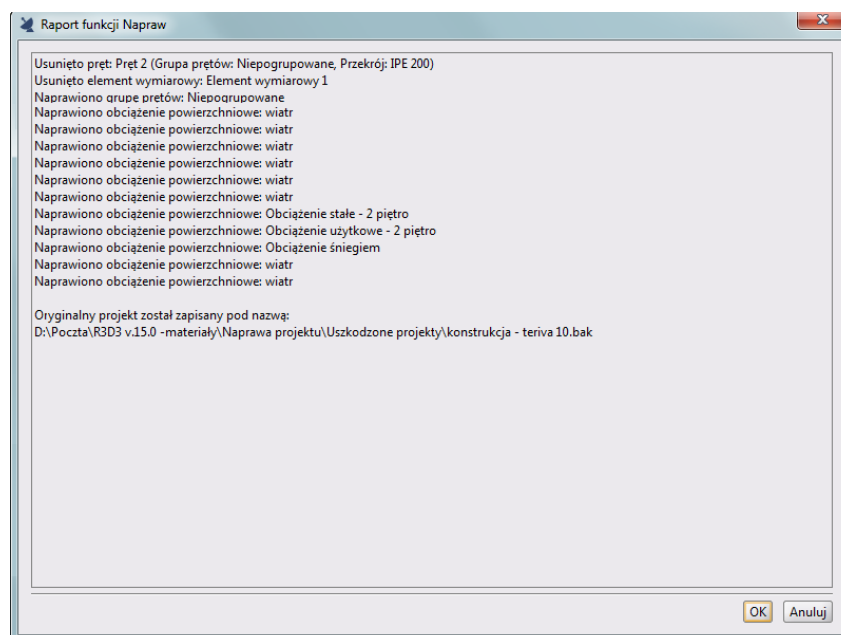 Raport funkcji Napraw
Usunięto pręt: Pręt 2 (Grupa prętów: Niepogrupowane, Przekrój: IPE 200)
Usunięto element wymiarowy: Element wymiarowy 1
Naprawiono grupę prętów: Niepogrupowane
Naprawiono obciążenie powierzchniowe: wiatr
Naprawiono obciążenie powierzchniowe: wiatr
Naprawiono obciążenie powierzchniowe: wiatr
Naprawiono obciążenie powierzchniowe: wiatr
Naprawiono obciążenie powierzchniowe: wiatr
Naprawiono obciążenie powierzchniowe: wiatr
Naprawiono obciążenie powierzchniowe: Obciążenie stałe - 2 piętro
Naprawiono obciążenie powierzchniowe: Obciążenie użytkowe - 2 piętro
Naprawiono obciążenie powierzchniowe: Obciążenie śniegiem
Naprawiono obciążenie powierzchniowe: wiatr
Naprawiono obciążenie powierzchniowe: wiatr
Oryginalny projekt został zapisany pod nazwą:
D:\Poczta\R3D3 v.15.0 -materiały\Naprawa projektu\Uszkodzone projekty\konstrukcja - teriva 10.bak
OK Anuluj